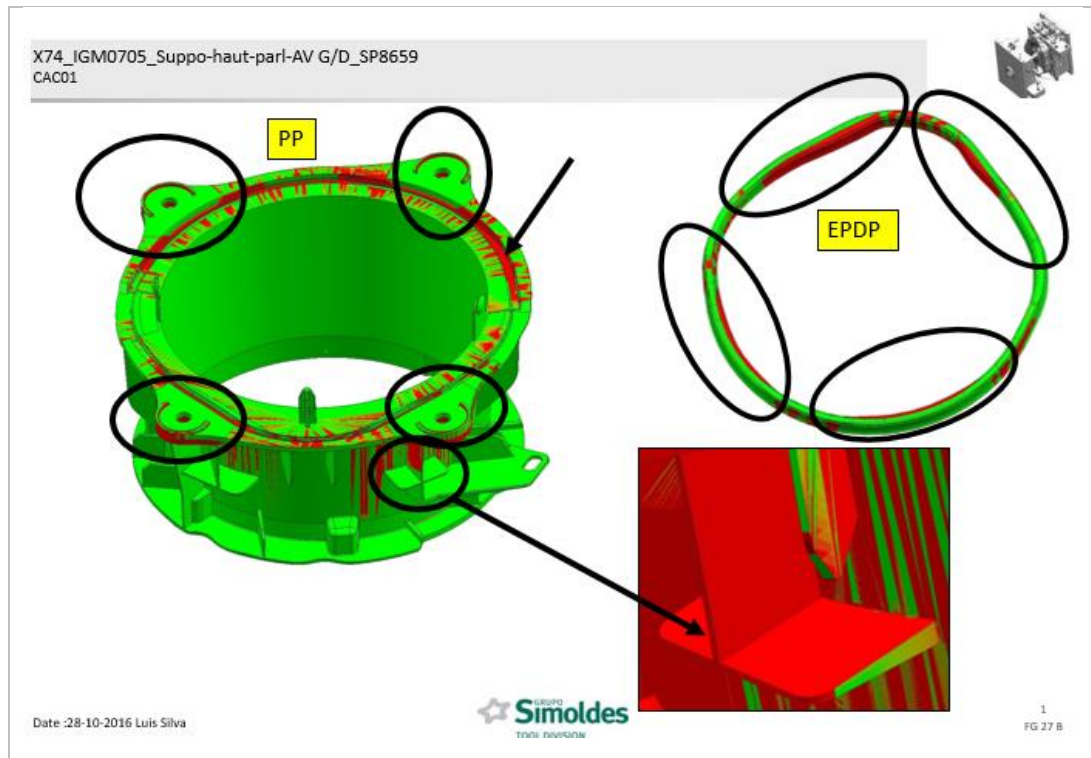 X74_IGM0705_Suppo-haut-parl-AV G/D_SP8659
CAC01
PP
EPDP
Date :28-10-2016 Luis Silva
GRUPO
Simoldes
TOOL DIVISION
1
FG 27 B